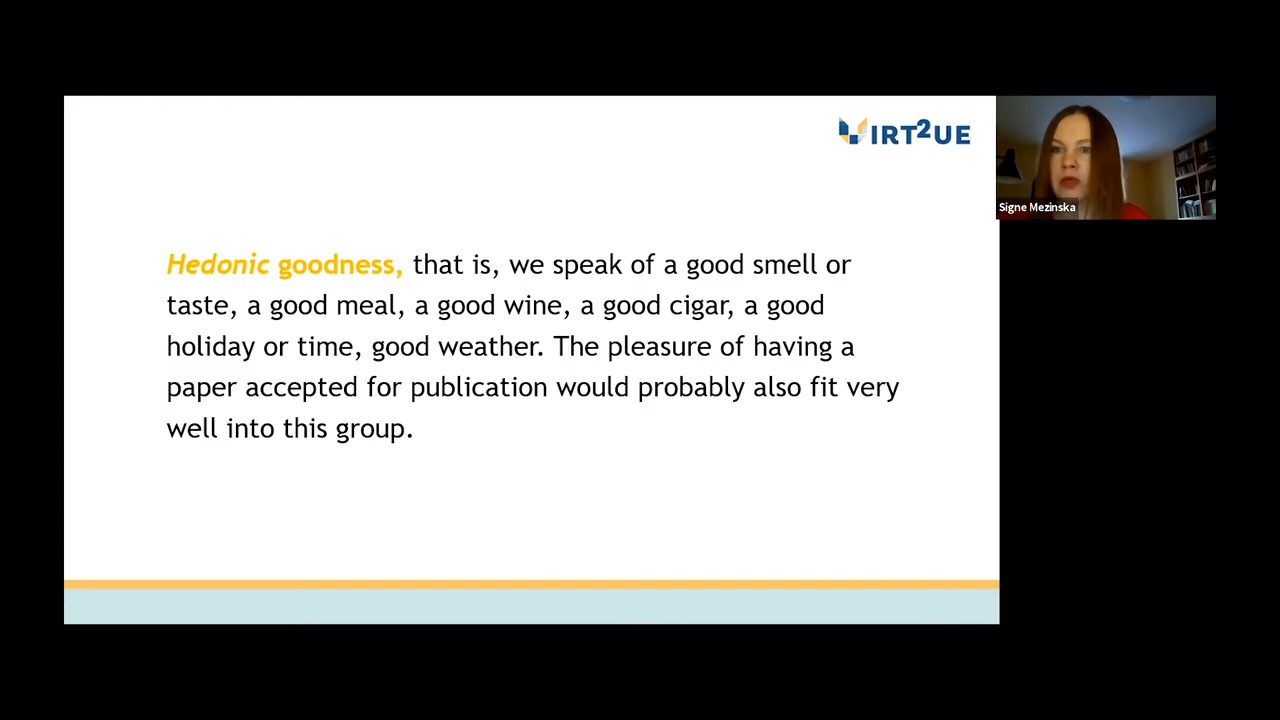 VIRT2UE
Signe Mezinska
Hedonic goodness, that is, we speak of a good smell or
taste, a good meal, a good wine, a good cigar, a good
holiday or time, good weather. The pleasure of having a
paper accepted for publication would probably also fit very
well into this group.